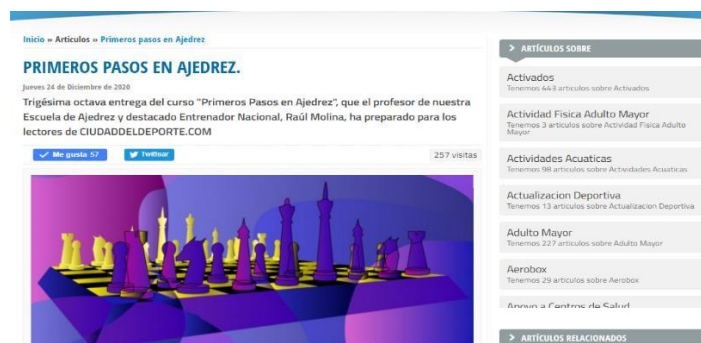 Inicio » Articulos » Primeros pasos en Ajedrez
PRIMEROS PASOS EN AJEDREZ.
Jueves 24 de Diciembre de 2020
Trigésima octava entrega del curso "Primeros Pasos en Ajedrez", que el profesor de nuestra
Escuela de Ajedrez y destacado Entrenador Nacional, Raúl Molina, ha preparado para los
lectores de CIUDADDELDEPORTE.COM
Me gusta 57
Twittear
257 visitas
ARTÍCULOS SOBRE
Activados
Tenemos 443 articulos sobre Activados
Actividad Fisica Adulto Mayor
Tenemos 3 articulos sobre Actividad Fisica Adulto
Mayor
Actividades Acuaticas
Tenemos 98 articulos sobre Actividades Acuaticas
Actualizacion Deportiva
Tenemos 13 articulos sobre Actualizacion Deportiva
Adulto Mayor
Tenemos 227 articulos sobre Adulto Mayor
Aerobox
Tenemos 29 articulos sobre Aerobox
Apoyo a Centros de Salud
ARTÍCULOS RELACIONADOS